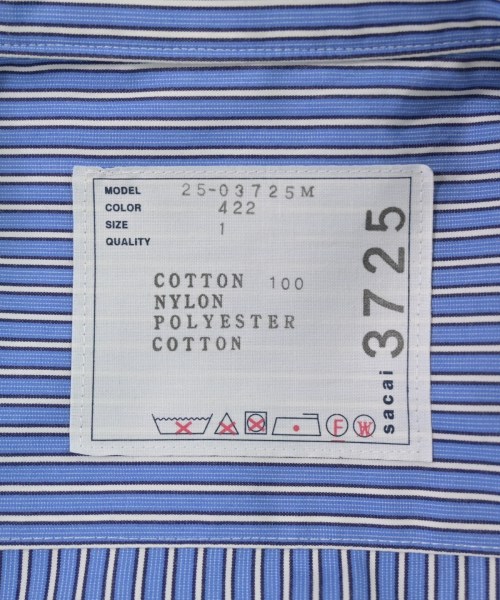 MODEL 25-03725M
COLOR 422
SIZE 1
QUALITY
COTTON 100
NYLON
POLYESTER
COTTON
F W
sacai 3725